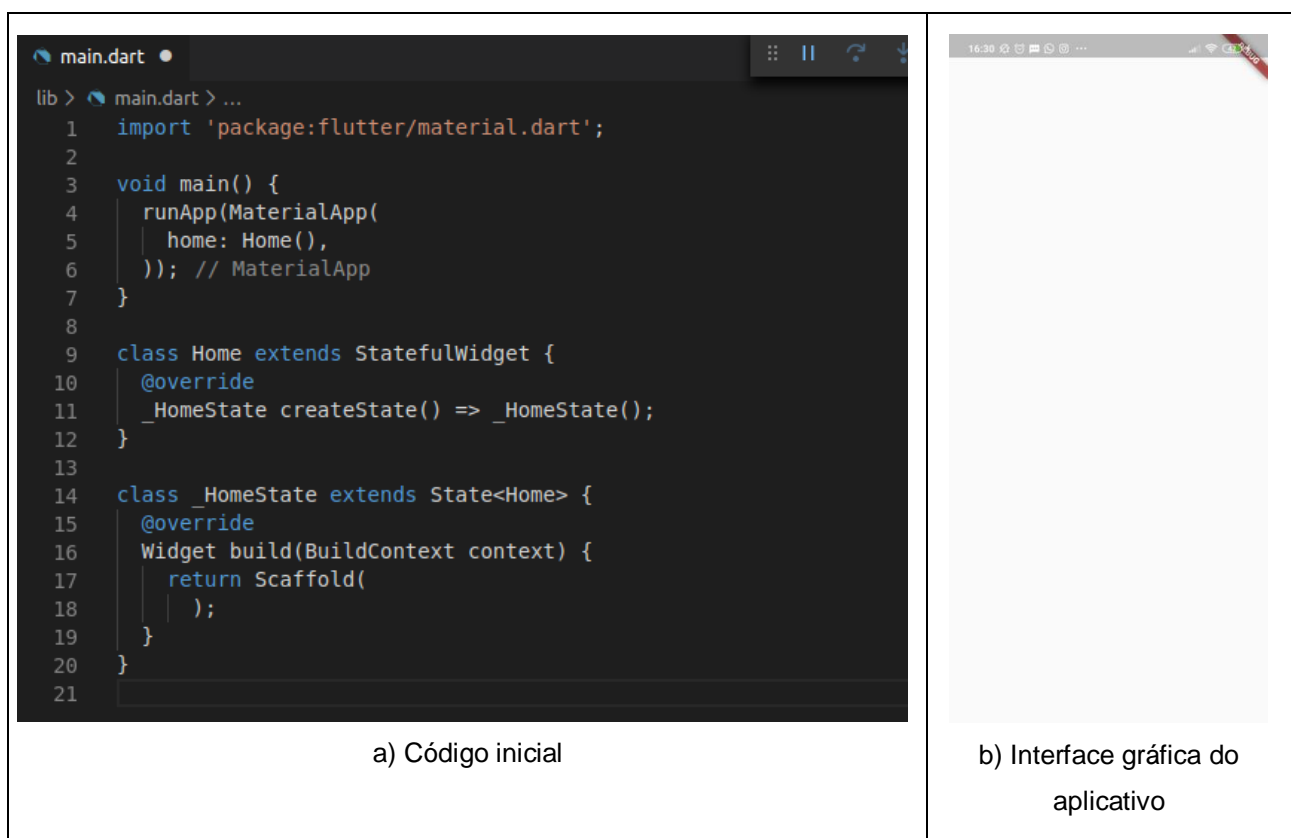 main.dart
lib > main.dart > ...
1 import 'package:flutter/material.dart';
2
3 void main() {
4 runApp(MaterialApp(
5 home: Home(),
6 )); // MaterialApp
7 }
8
9 class Home extends StatefulWidget {
10 @override
11 _HomeState createState() => _HomeState();
12 }
13
14 class _HomeState extends State<Home> {
15 @override
16 Widget build(BuildContext context) {
17 return Scaffold(
18 );
19 }
20 }
21
a) Código inicial
16:30 ...
b) Interface gráfica do
aplicativo